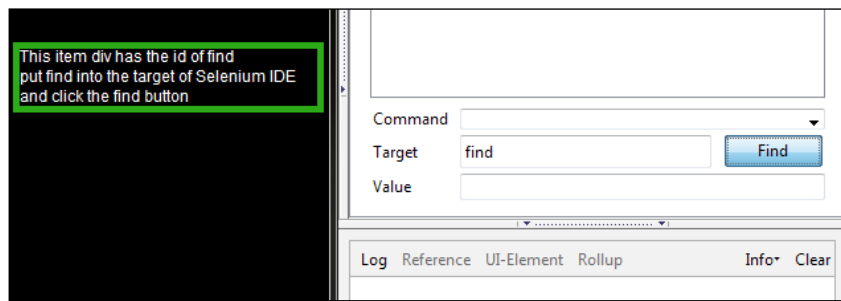 This item div has the id of find
put find into the target of Selenium IDE
and click the find button
Command
Target find Find
Value
Log Reference UI-Element Rollup Info Clear